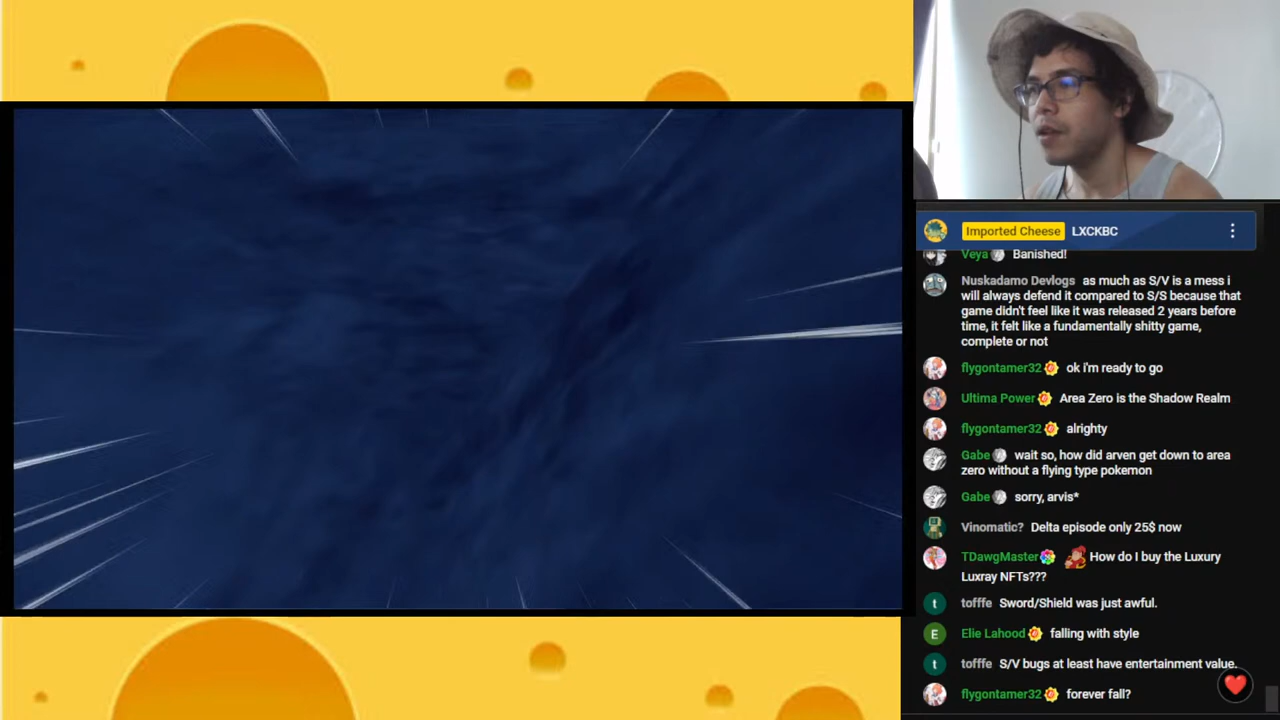 Imported Cheese LXCKBC
Veya Banished!
Nuskadamo Devlogs as much as S/V is a mess i
will always defend it compared to S/S because that
game didn't feel like it was released 2 years before
time, it felt like a fundamentally shitty game,
complete or not
flygontamer32 ok i'm ready to go
Ultima Power Area Zero is the Shadow Realm
flygontamer32 alrighty
Gabe wait so, how did arven get down to area
zero without a flying type pokemon
Gabe sorry, arvis*
Vinomatic? Delta episode only 25$ now
TDawgMaster How do I buy the Luxury
Luxray NFTs???
tofffe Sword/Shield was just awful.
Elie Lahood falling with style
tofffe S/V bugs at least have entertainment value.
flygontamer32 forever fall?